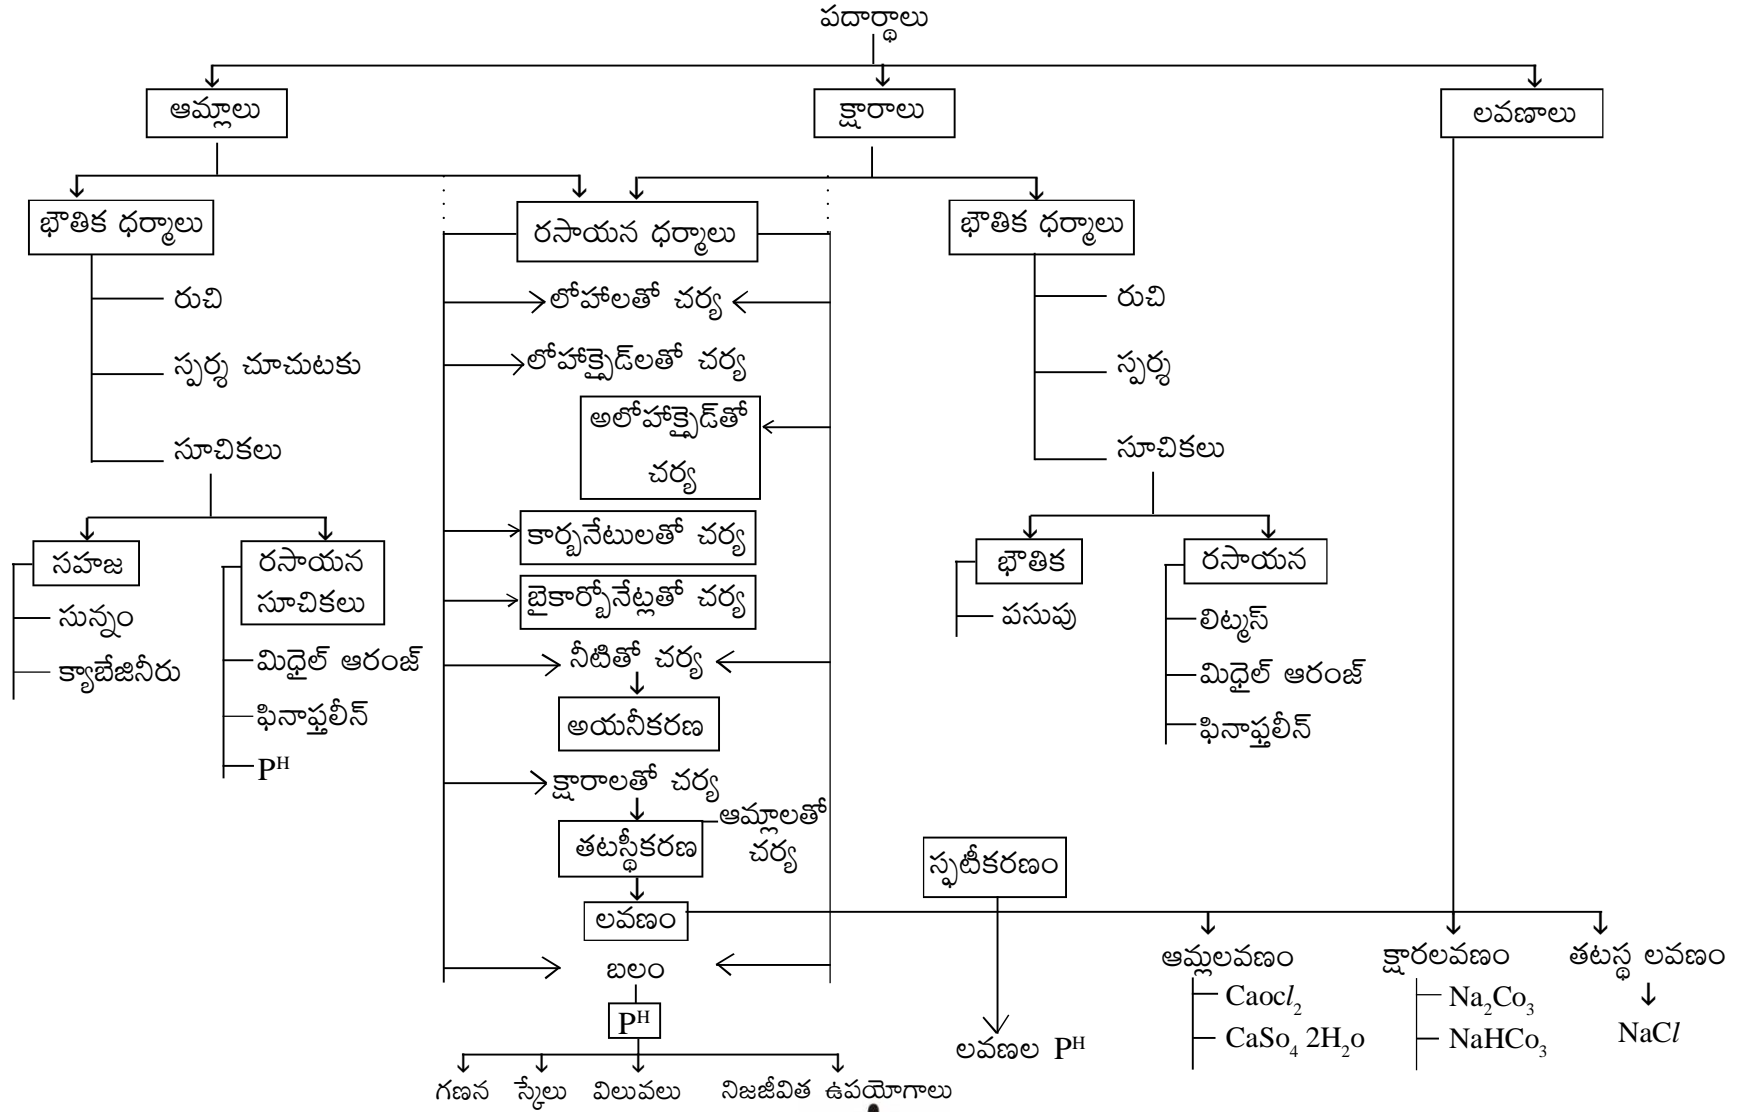 పదార్థాలు
ఆమ్లాలు
క్షారాలు
లవణాలు
భౌతిక ధర్మాలు
రసాయన ధర్మాలు
భౌతిక ధర్మాలు
రుచి
స్పర్శ చూచుటకు
సూచికలు
సహజ
సున్నం
క్యాబేజినీరు
రసాయన
సూచికలు
మిధైల్ ఆరంజ్
ఫినాఫ్తలీన్
Pᴴ
లోహాలతో చర్య
లోహాక్సైడ్‌లతో చర్య
అలోహాక్సైడ్‌తో
చర్య
కార్బనేటులతో చర్య
బైకార్బోనేట్లతో చర్య
నీటితో చర్య
అయనీకరణ
క్షారాలతో చర్య
ఆమ్లాలతో
చర్య
తటస్థీకరణ
లవణం
బలం
Pᴴ
గణన
స్కేలు
విలువలు
నిజజీవిత ఉపయోగాలు
రుచి
స్పర్శ
సూచికలు
భౌతిక
పసుపు
రసాయన
లిట్మస్
మిధైల్ ఆరంజ్
ఫినాఫ్తలీన్
స్ఫటీకరణం
లవణల Pᴴ
ఆమ్లలవణం
Caocl₂
CaSo₄ 2H₂o
క్షారలవణం
Na₂Co₃
NaHCo₃
తటస్థ లవణం
NaCl